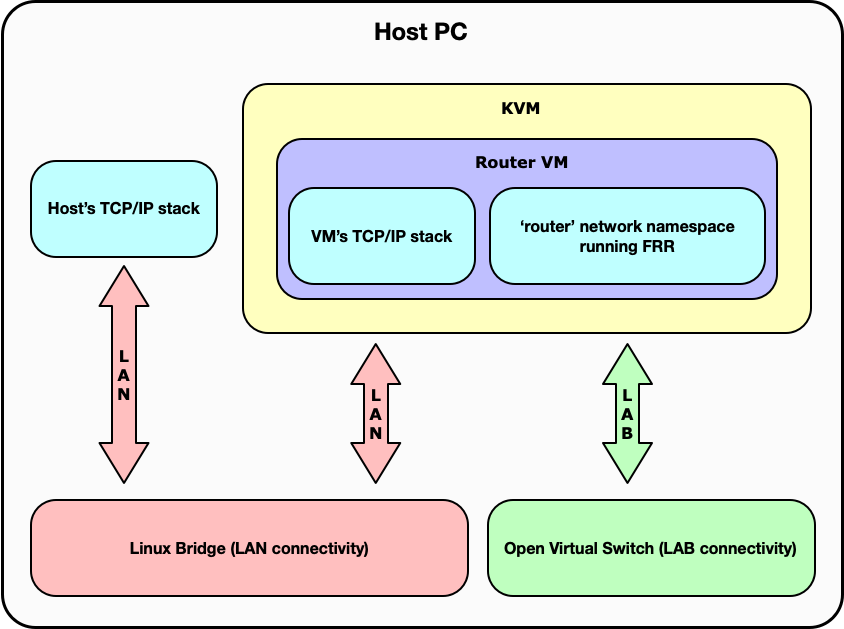 Host PC
KVM
Router VM
Host’s TCP/IP stack
VM’s TCP/IP stack
‘router’ network namespace
running FRR
LAN
LAN
LAB
Linux Bridge (LAN connectivity)
Open Virtual Switch (LAB connectivity)